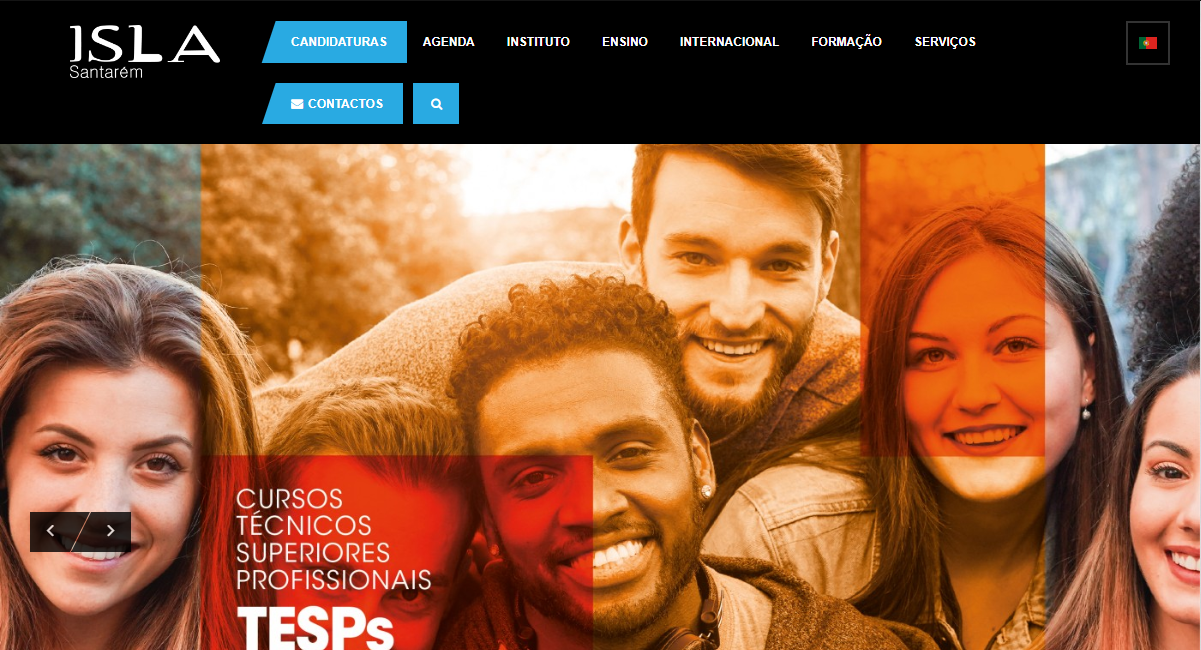 ISLA
Santarém
CANDIDATURAS
AGENDA
INSTITUTO
ENSINO
INTERNACIONAL
FORMAÇÃO
SERVIÇOS
CONTACTOS
CURSOS
TÉCNICOS
SUPERIORES
PROFISSIONAIS
TESPs